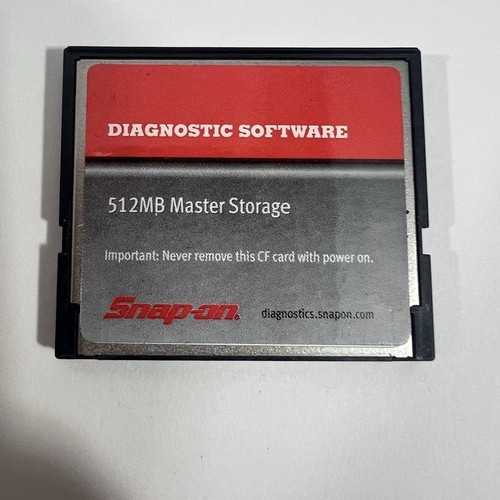 DIAGNOSTIC SOFTWARE
512MB Master Storage
Important: Never remove this CF card with power on.
Snap-on® diagnostics.snapon.com